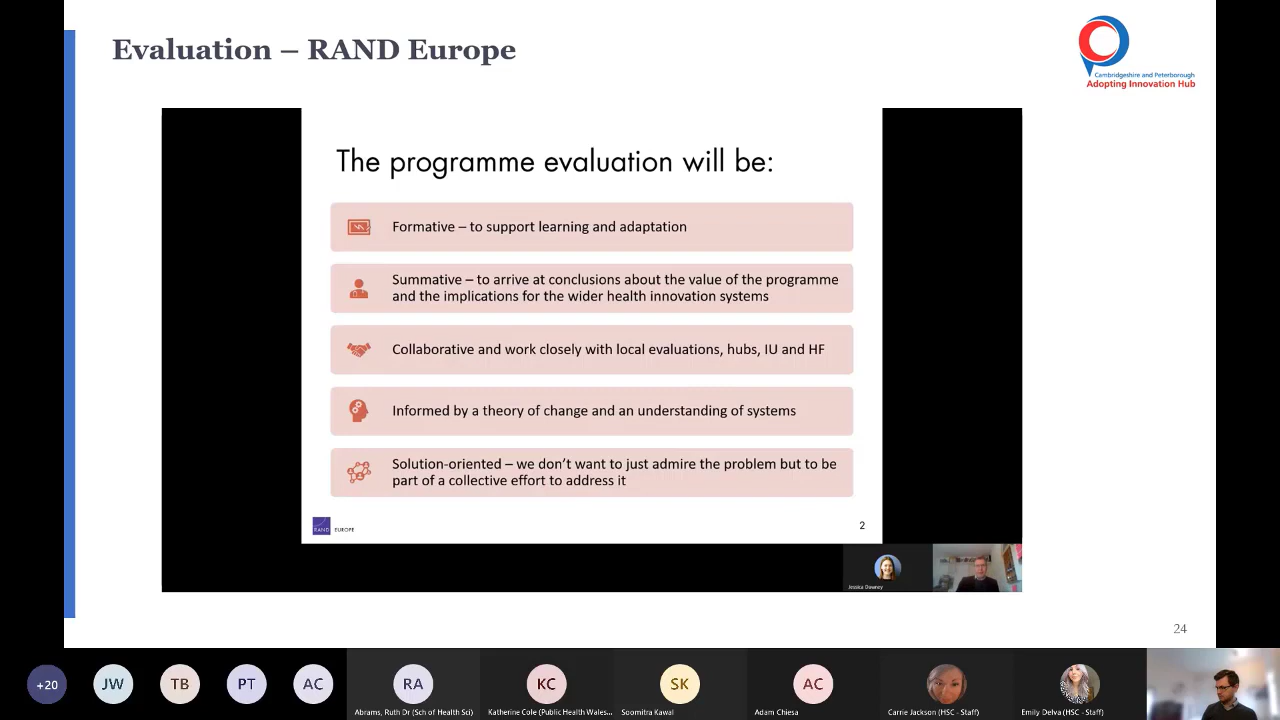 Evaluation – RAND Europe
Cambridgeshire and Peterborough
Adopting Innovation Hub
The programme evaluation will be:
Formative – to support learning and adaptation
Summative – to arrive at conclusions about the value of the programme
and the implications for the wider health innovation systems
Collaborative and work closely with local evaluations, hubs, IU and HF
Informed by a theory of change and an understanding of systems
Solution-oriented – we don’t want to just admire the problem but to be
part of a collective effort to address it
RAND EUROPE
2
Jessica Dawney
24
+20
JW
TB
PT
AC
RA
KC
SK
AC
Abrams, Ruth Dr (Sch of Health Sci)
Katherine Cole (Public Health Wales...
Soomitra Kawal
Adam Chiesa
Carrie Jackson (HSC - Staff)
Emily Delva (HSC - Staff)